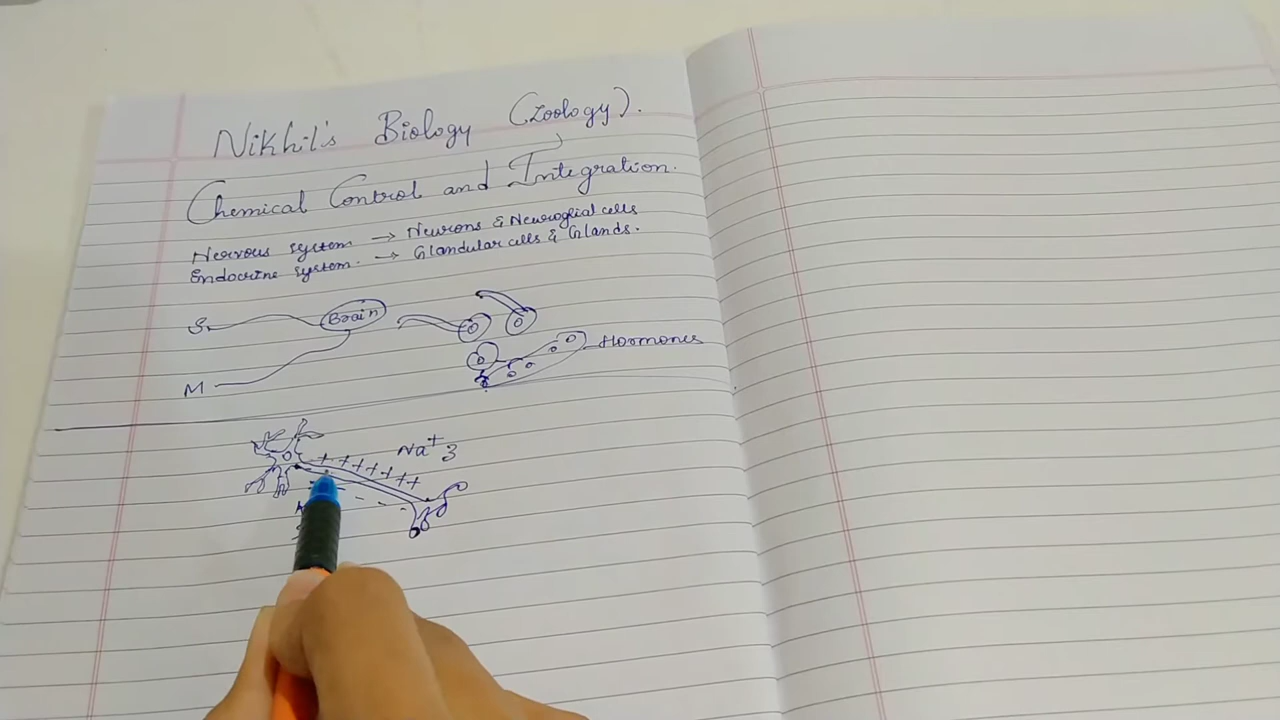 Nikhil's Biology (Zoology).
Chemical Control and Integration.
Nervous system → Neurons & Neuroglial cells
Endocrine system → Glandular cells & Glands.
S Brain
Hormones
M
Na+ 3